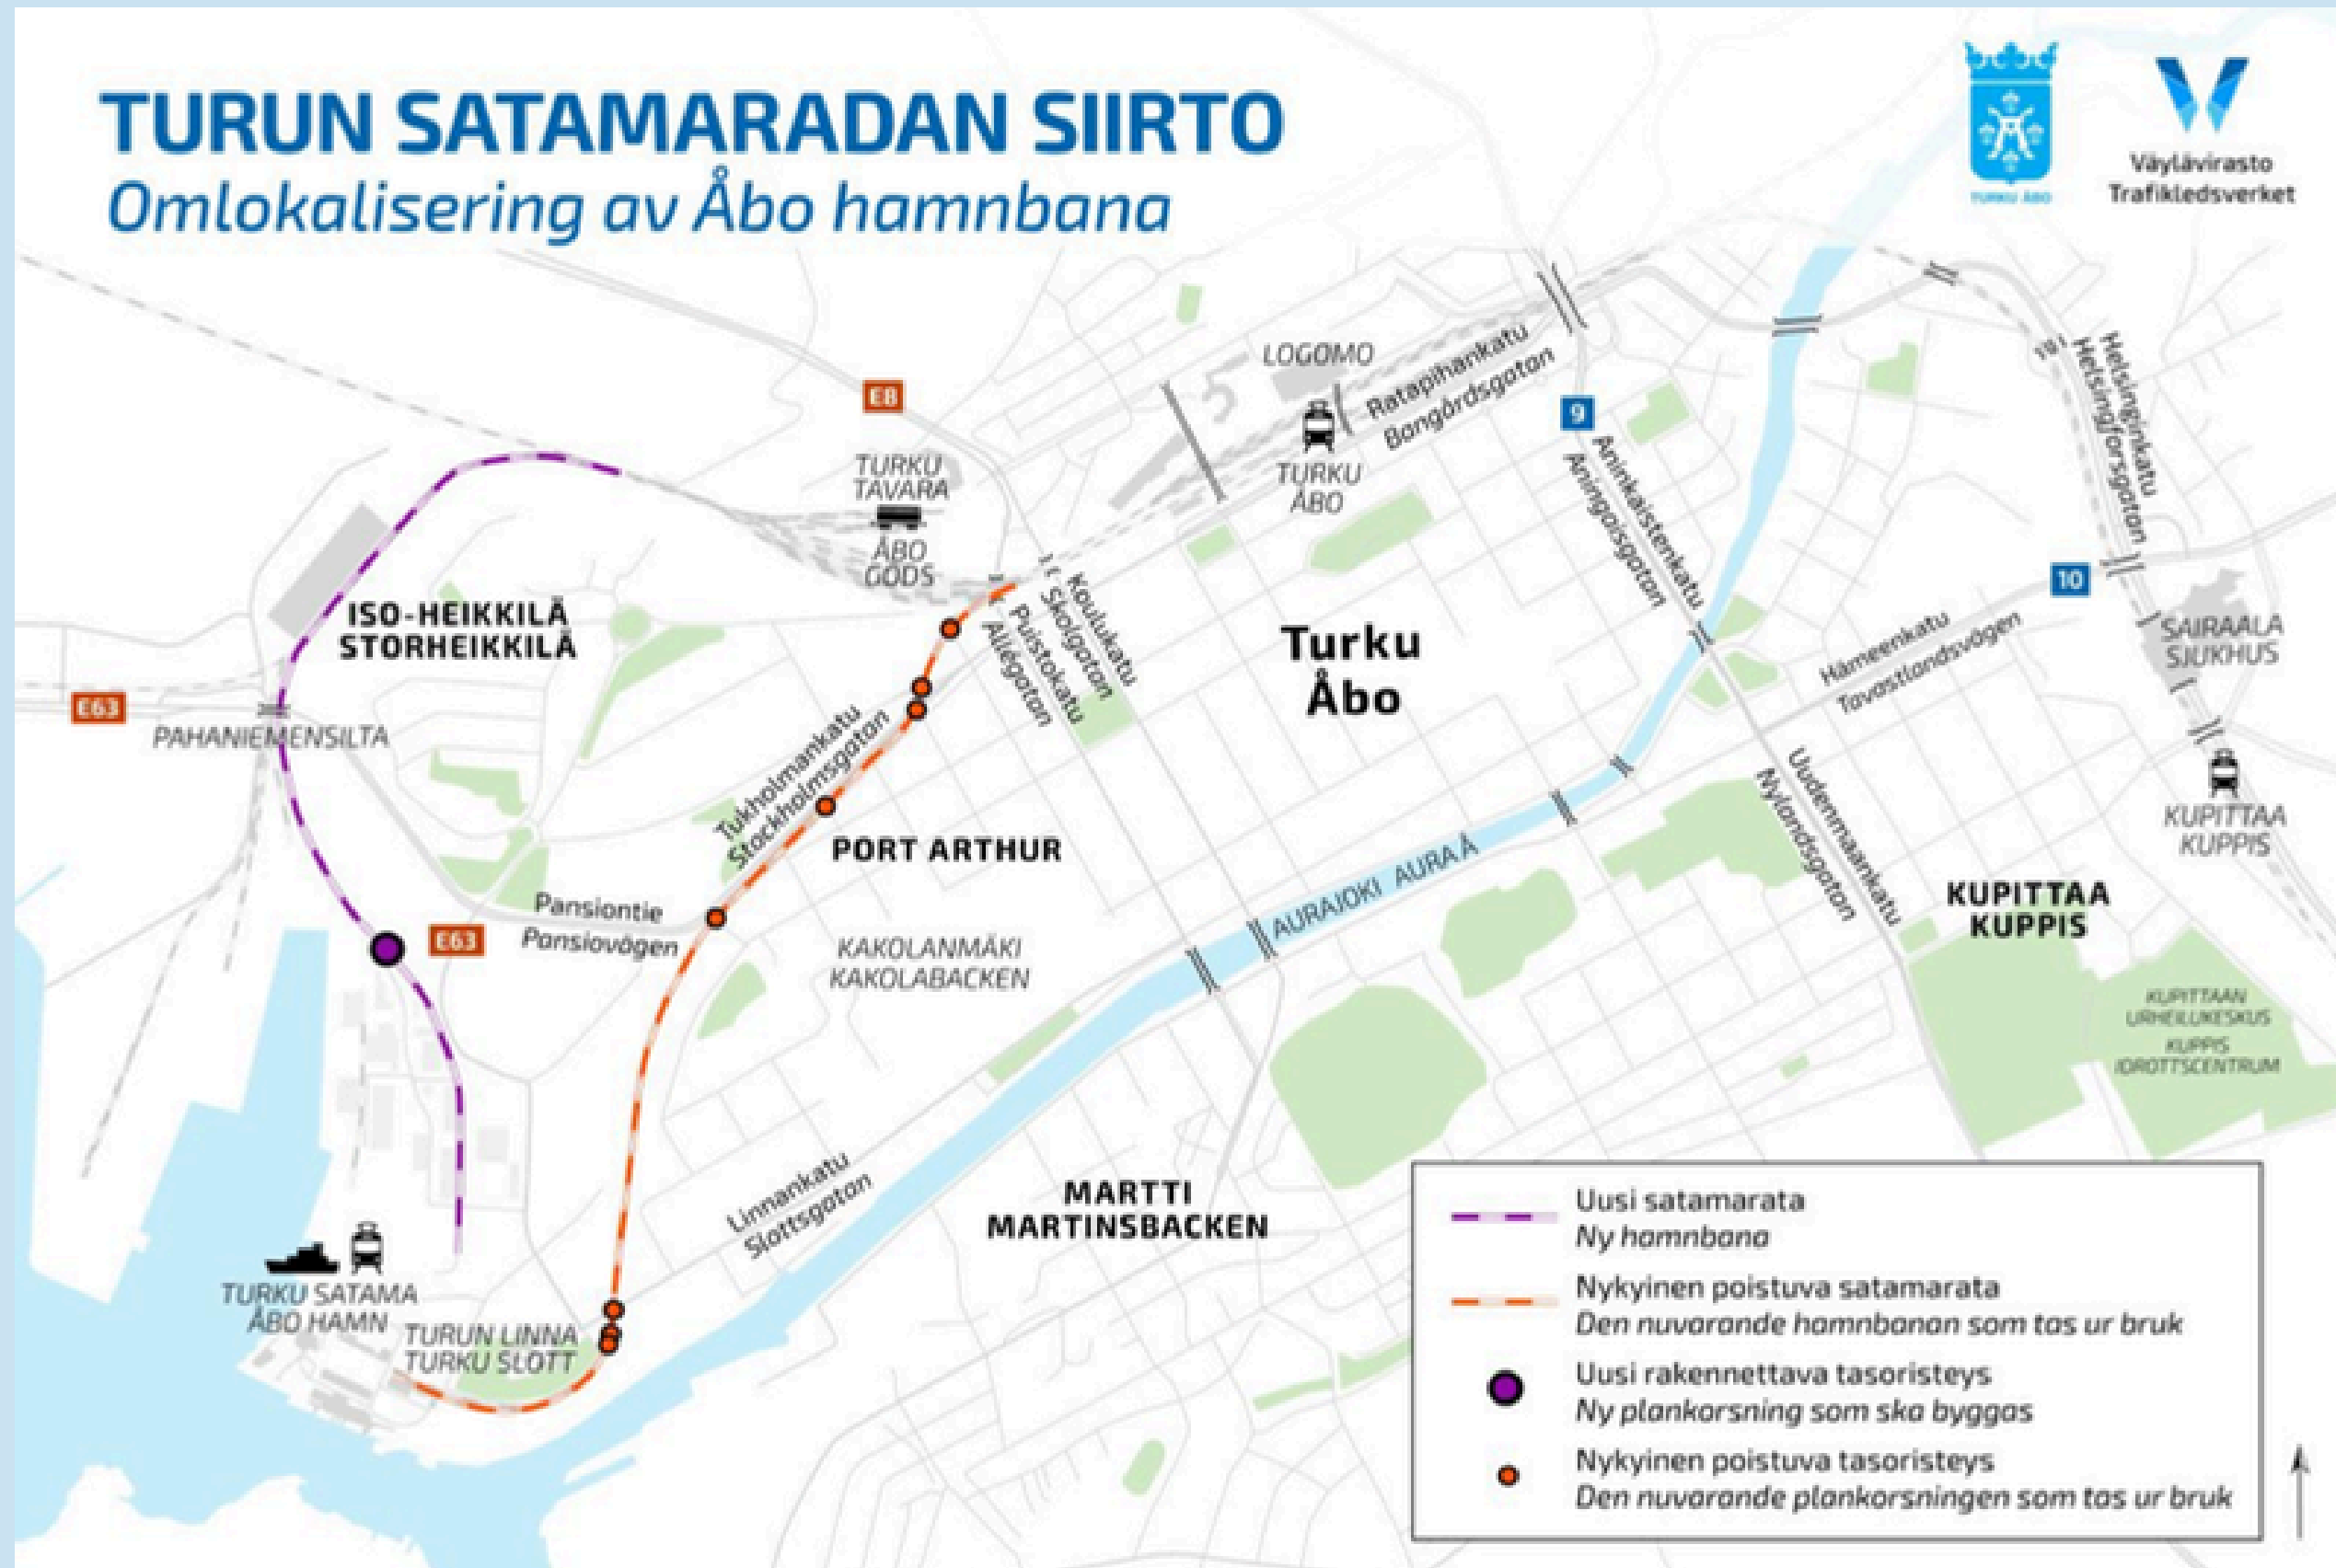 TURUN SATAMARADAN SIIRTO
Omlokalisering av Åbo hamnbana
TURKU ÅBO
Väylävirasto
Trafikledsverket
LOGOMO
Ratapihankatu
Bangårdsgatan
E8
TURKU
TAVARA
ÅBO
GODS
TURKU
ÅBO
9
Aninkaistenkatu
Aningaisgatan
Helsinginkatu
Helsingforsgatan
10
ISO-HEIKKILÄ
STORHEIKKILÄ
Koulukatu
Skolgatan
Puistokatu
Allégatan
Turku
Åbo
Hämeenkatu
Tavastlandsvägen
SAIRAALA
SJUKHUS
E63
PAHANIEMENSILTA
Tukholmankatu
Stockholmsgatan
PORT ARTHUR
Uudenmaankatu
Nylandsgatan
KUPITTAA
KUPPIS
AURAJOKI AURA Å
KUPITTAA
KUPPIS
Pansiontie
Pansiovägen
E63
KAKOLANMÄKI
KAKOLABACKEN
KUPITTAAN
URHEILUKESKUS
KUPPIS
IDROTTSCENTRUM
Linnankatu
Slottsgatan
MARTTI
MARTINSBACKEN
TURKU SATAMA
ÅBO HAMN
TURUN LINNA
TURKU SLOTT
Uusi satamarata
Ny hamnbana
Nykyinen poistuva satamarata
Den nuvarande hamnbanan som tas ur bruk
Uusi rakennettava tasoristeys
Ny plankorsning som ska byggas
Nykyinen poistuva tasoristeys
Den nuvarande plankorsningen som tas ur bruk